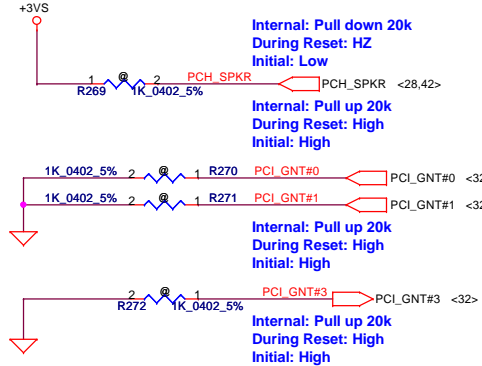 +3VS
Internal: Pull down 20k
During Reset: HZ
Initial: Low
1 @ 2 PCH_SPKR PCH_SPKR <28,42>
R269 1K_0402_5%
Internal: Pull up 20k
During Reset: High
Initial: High
1K_0402_5% 2 @ 1 R270 PCI_GNT#0 PCI_GNT#0 <32
1K_0402_5% 2 @ 1 R271 PCI_GNT#1 PCI_GNT#1 <32
Internal: Pull up 20k
During Reset: High
Initial: High
2 @ 1 PCI_GNT#3 PCI_GNT#3 <32>
R272 1K_0402_5%
Internal: Pull up 20k
During Reset: High
Initial: High